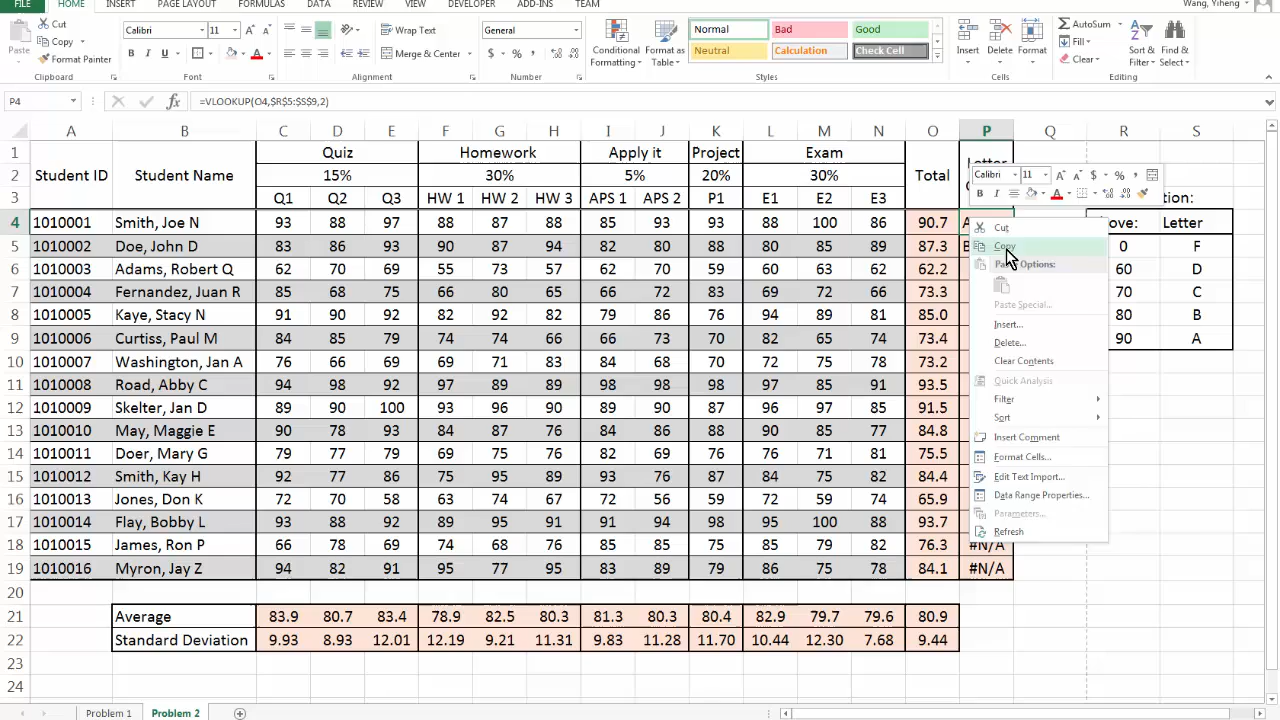 FILE HOME INSERT PAGE LAYOUT FORMULAS DATA REVIEW VIEW DEVELOPER ADD-INS TEAM Wang, Yiheng
Cut Calibri 11 Wrap Text General Normal Bad Good AutoSum
Paste Copy Conditional Formatting Format as Table Neutral Calculation Check Cell Insert Delete Format Fill Sort & Filter Find & Select
Format Painter B I U Merge & Center $ % , Clear
Clipboard Font Alignment Number Styles Cells Editing
P4 fx =VLOOKUP(O4,$R$5:$S$9,2)
A B C D E F G H I J K L M N O P Q R S
1 Quiz Homework Apply it Project Exam Letter
2 Student ID Student Name 15% 30% 5% 20% 30% Total
3 Q1 Q2 Q3 HW 1 HW 2 HW 3 APS 1 APS 2 P1 E1 E2 E3
4 1010001 Smith, Joe N 93 88 97 88 87 88 85 93 93 88 100 86 90.7 Letter
5 1010002 Doe, John D 83 86 93 90 87 94 82 80 88 80 85 89 87.3 B 0 F
6 1010003 Adams, Robert Q 62 70 69 55 73 57 62 70 59 60 63 62 62.2 60 D
7 1010004 Fernandez, Juan R 85 68 75 66 80 60 66 72 83 69 72 66 73.3 70 C
8 1010005 Kaye, Stacy N 91 90 92 82 92 82 79 86 76 94 89 81 85.0 80 B
9 1010006 Curtiss, Paul M 84 85 79 74 74 66 66 73 70 82 64 66 73.4 90 A
10 1010007 Washington, Jan A 76 66 69 69 71 83 84 68 70 72 75 78 73.2
11 1010008 Road, Abby C 94 98 92 97 89 89 98 98 98 97 85 91 93.5
12 1010009 Skelter, Jan D 89 90 100 93 96 90 89 90 87 96 97 85 91.5
13 1010010 May, Maggie E 90 78 93 84 87 91 86 88 88 90 85 77 84.8
14 1010011 Doer, Mary G 79 77 79 76 82 69 82 69 76 76 71 81 75.5
15 1010012 Smith, Kay H 92 77 86 75 95 89 93 76 84 84 75 82 84.4
16 1010013 Jones, Don K 72 70 58 63 74 67 72 56 59 72 59 74 65.9
17 1010014 Flay, Bobby L 93 88 92 89 95 91 91 94 98 95 100 88 93.7
18 1010015 James, Ron P 66 78 69 74 68 76 85 85 75 85 79 82 76.3 #N/A
19 1010016 Myron, Jay Z 94 82 91 95 77 95 83 89 79 86 75 78 84.1 #N/A
20
21 Average 83.9 80.7 83.4 78.9 82.5 80.3 81.3 80.3 80.4 82.9 79.7 79.6 80.9
22 Standard Deviation 9.93 8.93 12.01 12.19 9.21 11.31 9.83 11.28 11.70 10.44 12.30 7.68 9.44
23
24
Calibri 11 $ % ,
B I
Cut
Copy
Options:
Paste Special...
Insert...
Delete...
Clear Contents
Quick Analysis
Filter
Sort
Insert Comment
Format Cells...
Edit Text Import...
Data Range Properties...
Parameters...
Refresh
Problem 1 Problem 2